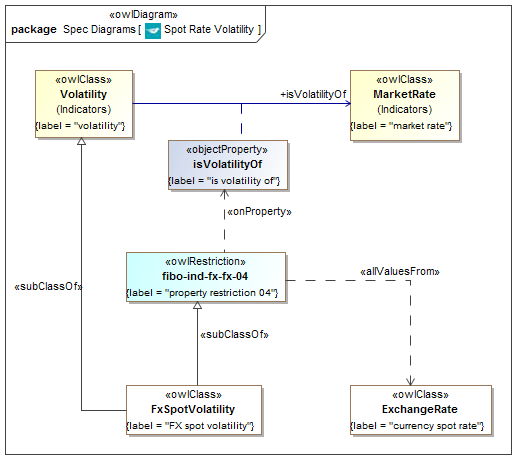 «owlDiagram»
package Spec Diagrams [ Spot Rate Volatility ]
«owlClass»
Volatility
(Indicators)
{label = "volatility"}
+isVolatilityOf
«owlClass»
MarketRate
(Indicators)
{label = "market rate"}
«objectProperty»
isVolatilityOf
{label = "is volatility of"}
«onProperty»
«owlRestriction»
fibo-ind-fx-fx-04
{label = "property restriction 04"}
«allValuesFrom»
«subClassOf»
«subClassOf»
«owlClass»
FxSpotVolatility
{label = "FX spot volatility"}
«owlClass»
ExchangeRate
{label = "currency spot rate"}